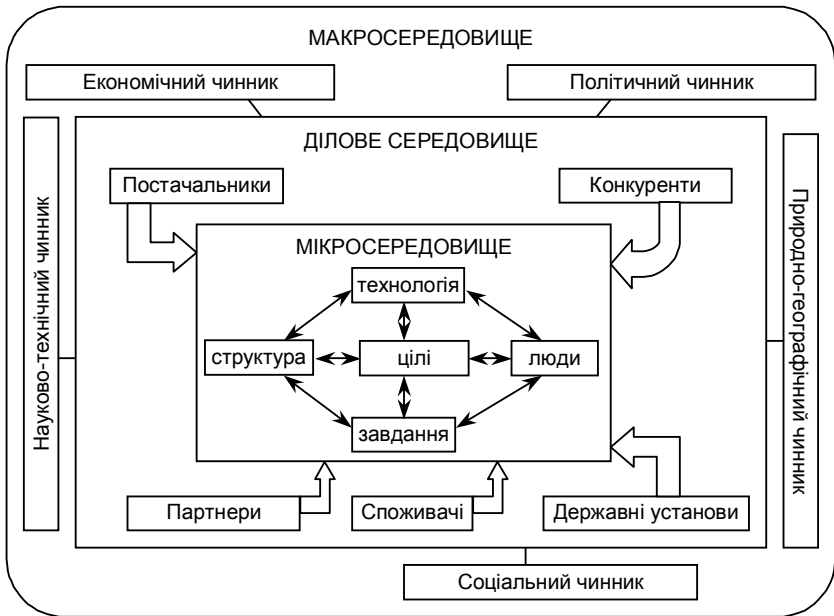 МАКРОСЕРЕДОВИЩЕ
Економічний чинник
Політичний чинник
Науково-технічний чинник
ДІЛОВЕ СЕРЕДОВИЩЕ
Природно-географічний чинник
Постачальники
Конкуренти
МІКРОСЕРЕДОВИЩЕ
технологія
структура
цілі
люди
завдання
Партнери
Споживачі
Державні установи
Соціальний чинник